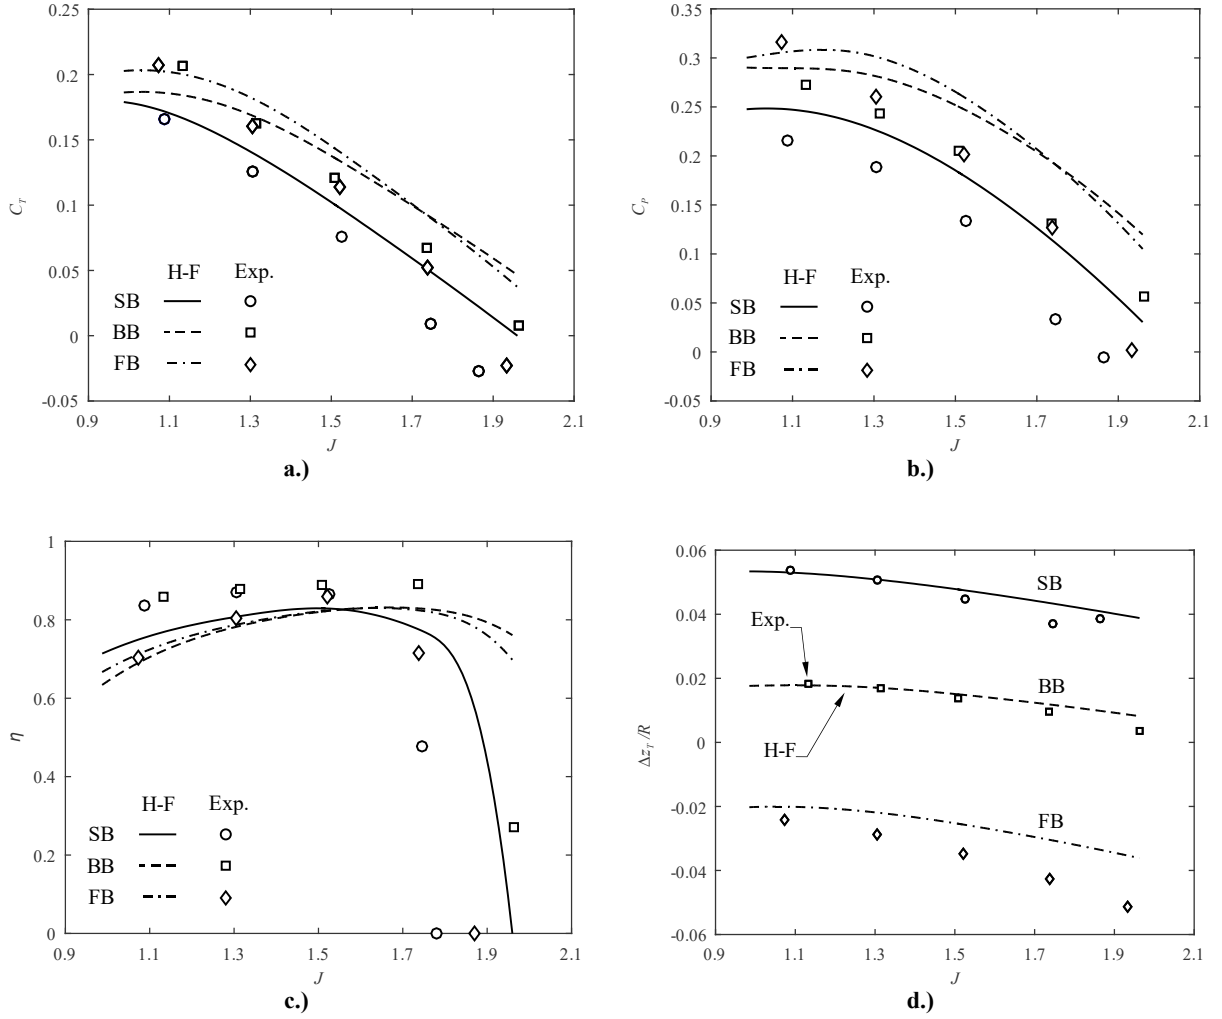 0.25
0.2
0.15
0.1
0.05
0
-0.05
C_T
H-F Exp.
SB
BB
FB
0.9 1.1 1.3 1.5 1.7 1.9 2.1
J
a.)
0.35
0.3
0.25
0.2
0.15
0.1
0.05
0
-0.05
C_P
H-F Exp.
SB
BB
FB
0.9 1.1 1.3 1.5 1.7 1.9 2.1
J
b.)
1
0.8
0.6
0.4
0.2
0
η
H-F Exp.
SB
BB
FB
0.9 1.1 1.3 1.5 1.7 1.9 2.1
J
c.)
0.06
0.04
0.02
0
-0.02
-0.04
-0.06
Δz_T/R
SB
Exp.
BB
H-F
FB
0.9 1.1 1.3 1.5 1.7 1.9 2.1
J
d.)